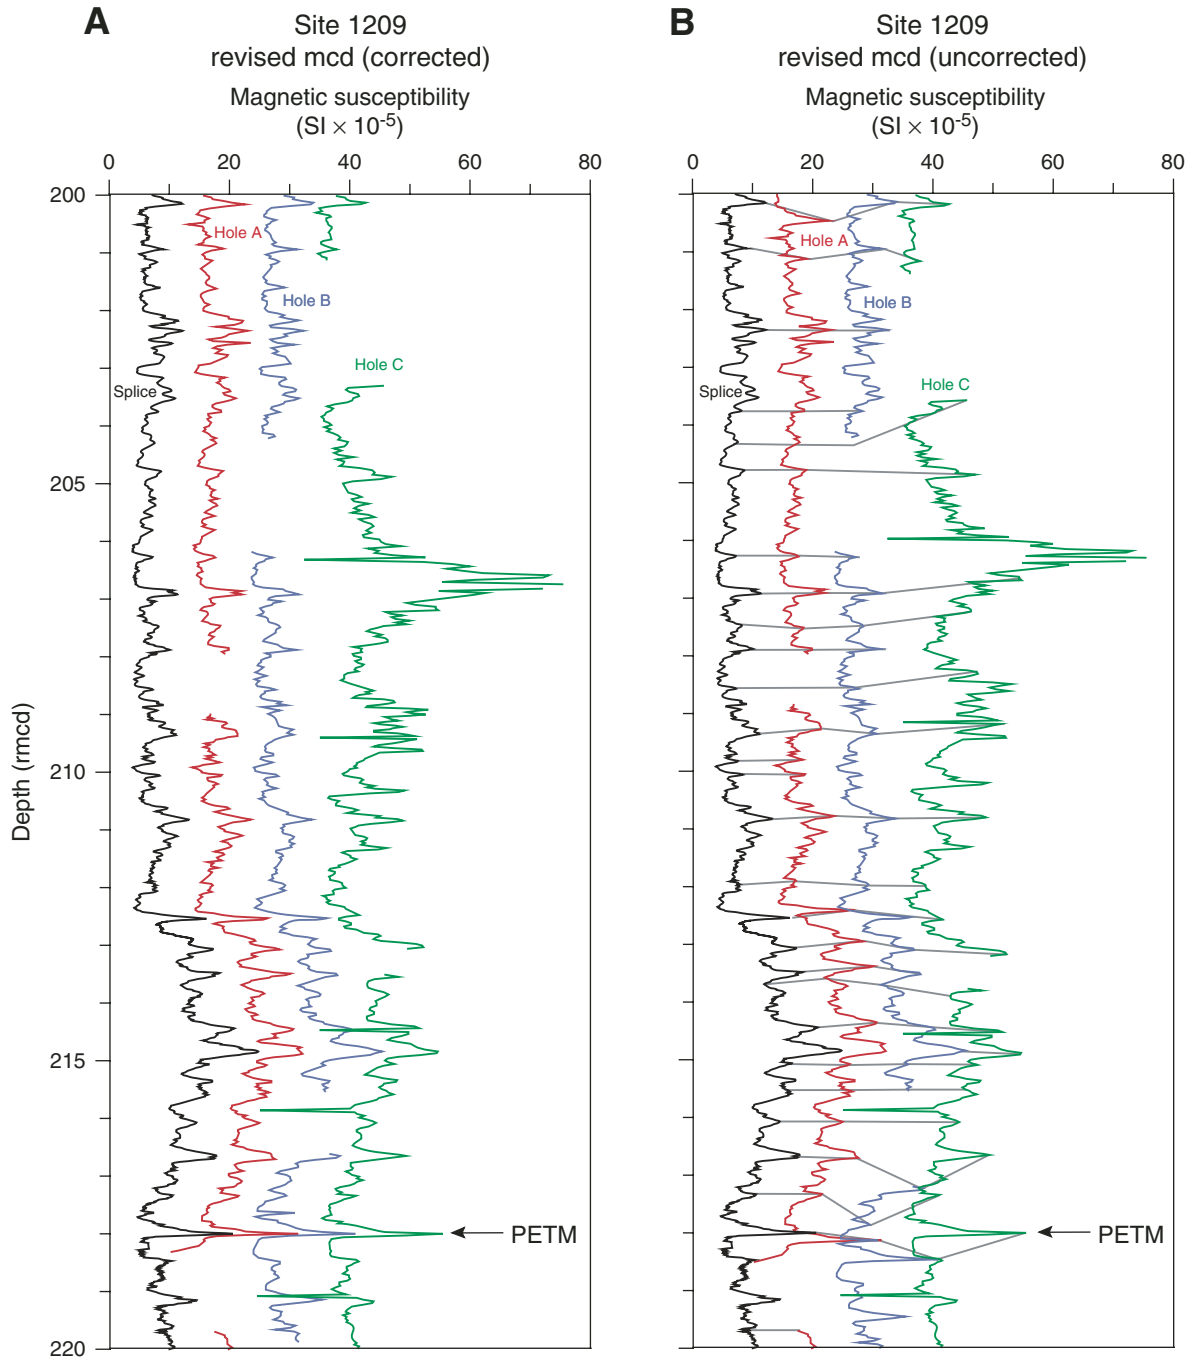 A
Site 1209
revised mcd (corrected)
Magnetic susceptibility
(SI × 10-5)
0 20 40 60 80
200
205
210
215
220
Depth (rmcd)
Splice
Hole A
Hole B
Hole C
PETM
B
Site 1209
revised mcd (uncorrected)
Magnetic susceptibility
(SI × 10-5)
0 20 40 60 80
Splice
Hole A
Hole B
Hole C
PETM